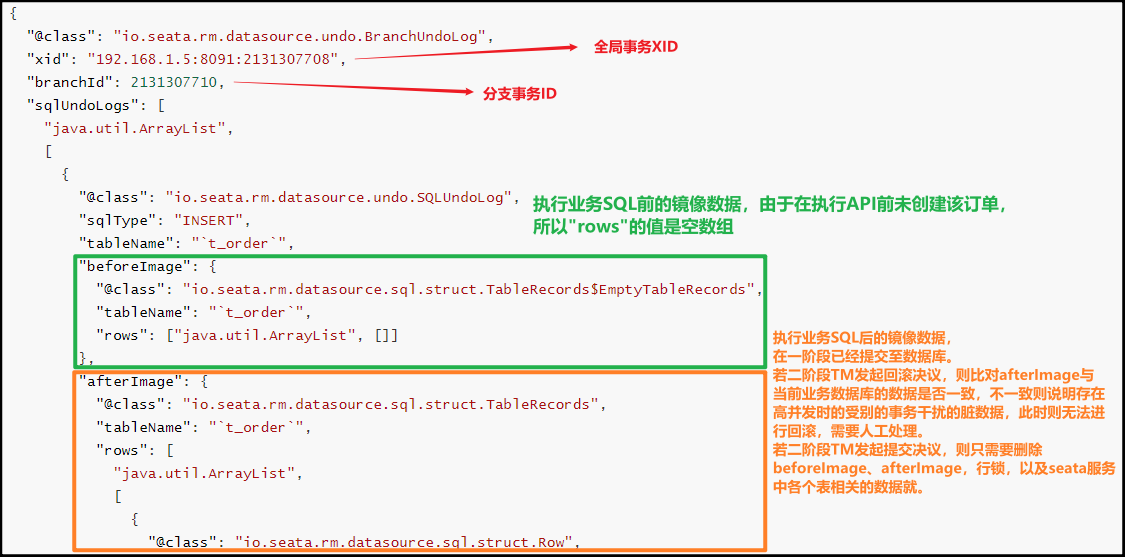 {
"@class": "io.seata.rm.datasource.undo.BranchUndoLog",
"xid": "192.168.1.5:8091:2131307708",
全局事务XID
"branchId": 2131307710,
分支事务ID
"sqlUndoLogs": [
"java.util.ArrayList",
[
{
"@class": "io.seata.rm.datasource.undo.SQLUndoLog",
"sqlType": "INSERT",
"tableName": "`t_order`",
执行业务SQL前的镜像数据，由于在执行API前未创建该订单，
所以"rows"的值是空数组
"beforeImage": {
"@class": "io.seata.rm.datasource.sql.struct.TableRecords$EmptyTableRecords",
"tableName": "`t_order`",
"rows": ["java.util.ArrayList", []]
},
"afterImage": {
"@class": "io.seata.rm.datasource.sql.struct.TableRecords",
"tableName": "`t_order`",
"rows": [
"java.util.ArrayList",
[
{
"@class": "io.seata.rm.datasource.sql.struct.Row",
执行业务SQL后的镜像数据，
在一阶段已经提交至数据库。
若二阶段TM发起回滚决议，则比对afterImage与
当前业务数据库的数据是否一致，不一致则说明存在
高并发时的受别的事务干扰的脏数据，此时则无法进
行回滚，需要人工处理。
若二阶段TM发起提交决议，则只需要删除
beforeImage、afterImage，行锁，以及seata服务
中各个表相关的数据就。